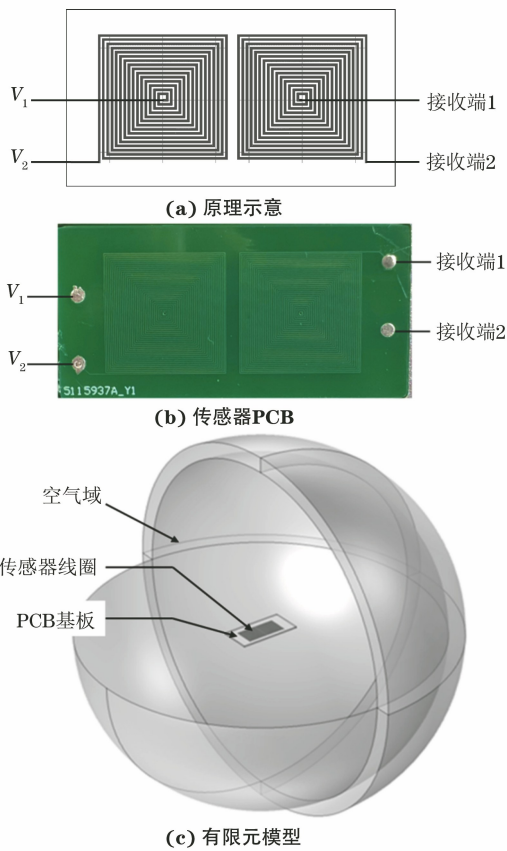 V₁
接收端1
V₂
接收端2
(a) 原理示意
接收端1
V₁
接收端2
V₂
5115937A_Y1
(b) 传感器PCB
空气域
传感器线圈
PCB基板
(c) 有限元模型